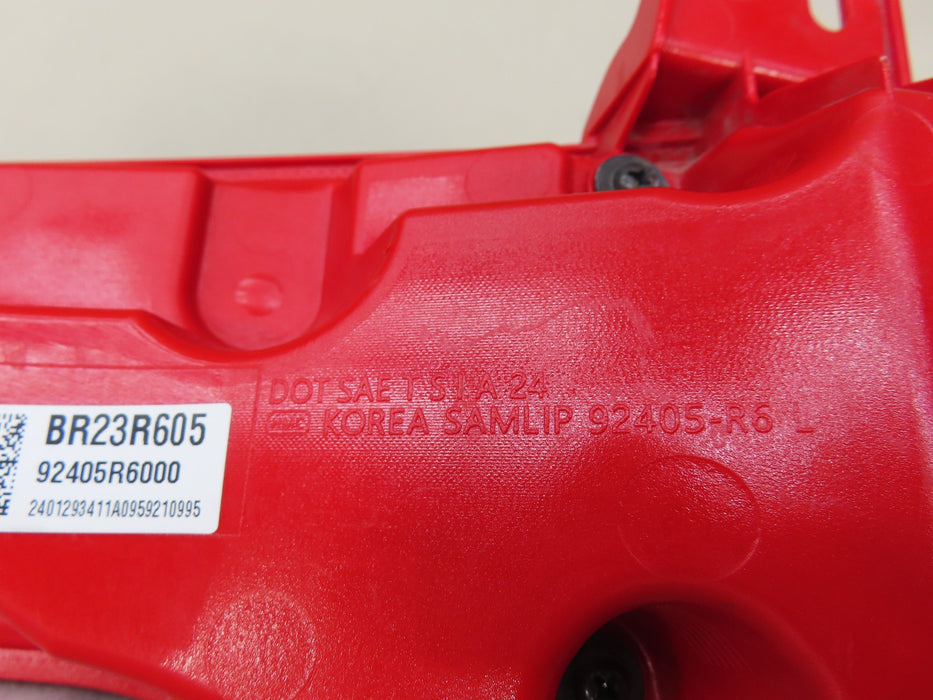 DOT SAE T S I A 24
KOREA SAMLIP 92405-R6 L
BR23R605
92405R6000
2401293411A0959210995